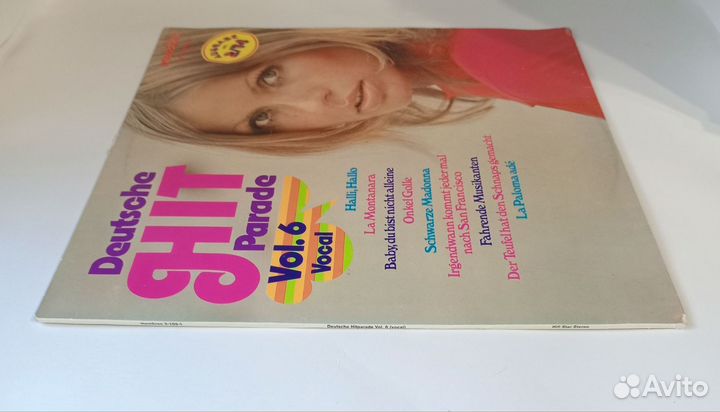 Deutsche
HIT
Parade
Vol. 6
Vocal
Halli, Hallo
La Montanara
Baby, du bist nicht alleine
Onkel Golle
Schwarze Madonna
Irgendwann kommt jeder mal
nach San Francisco
Fahrende Musikanten
Der Teufel hat den Schnaps gemacht
La Paloma adé
Deutsche Hitparade Vol. 6 (vocal)
Avito